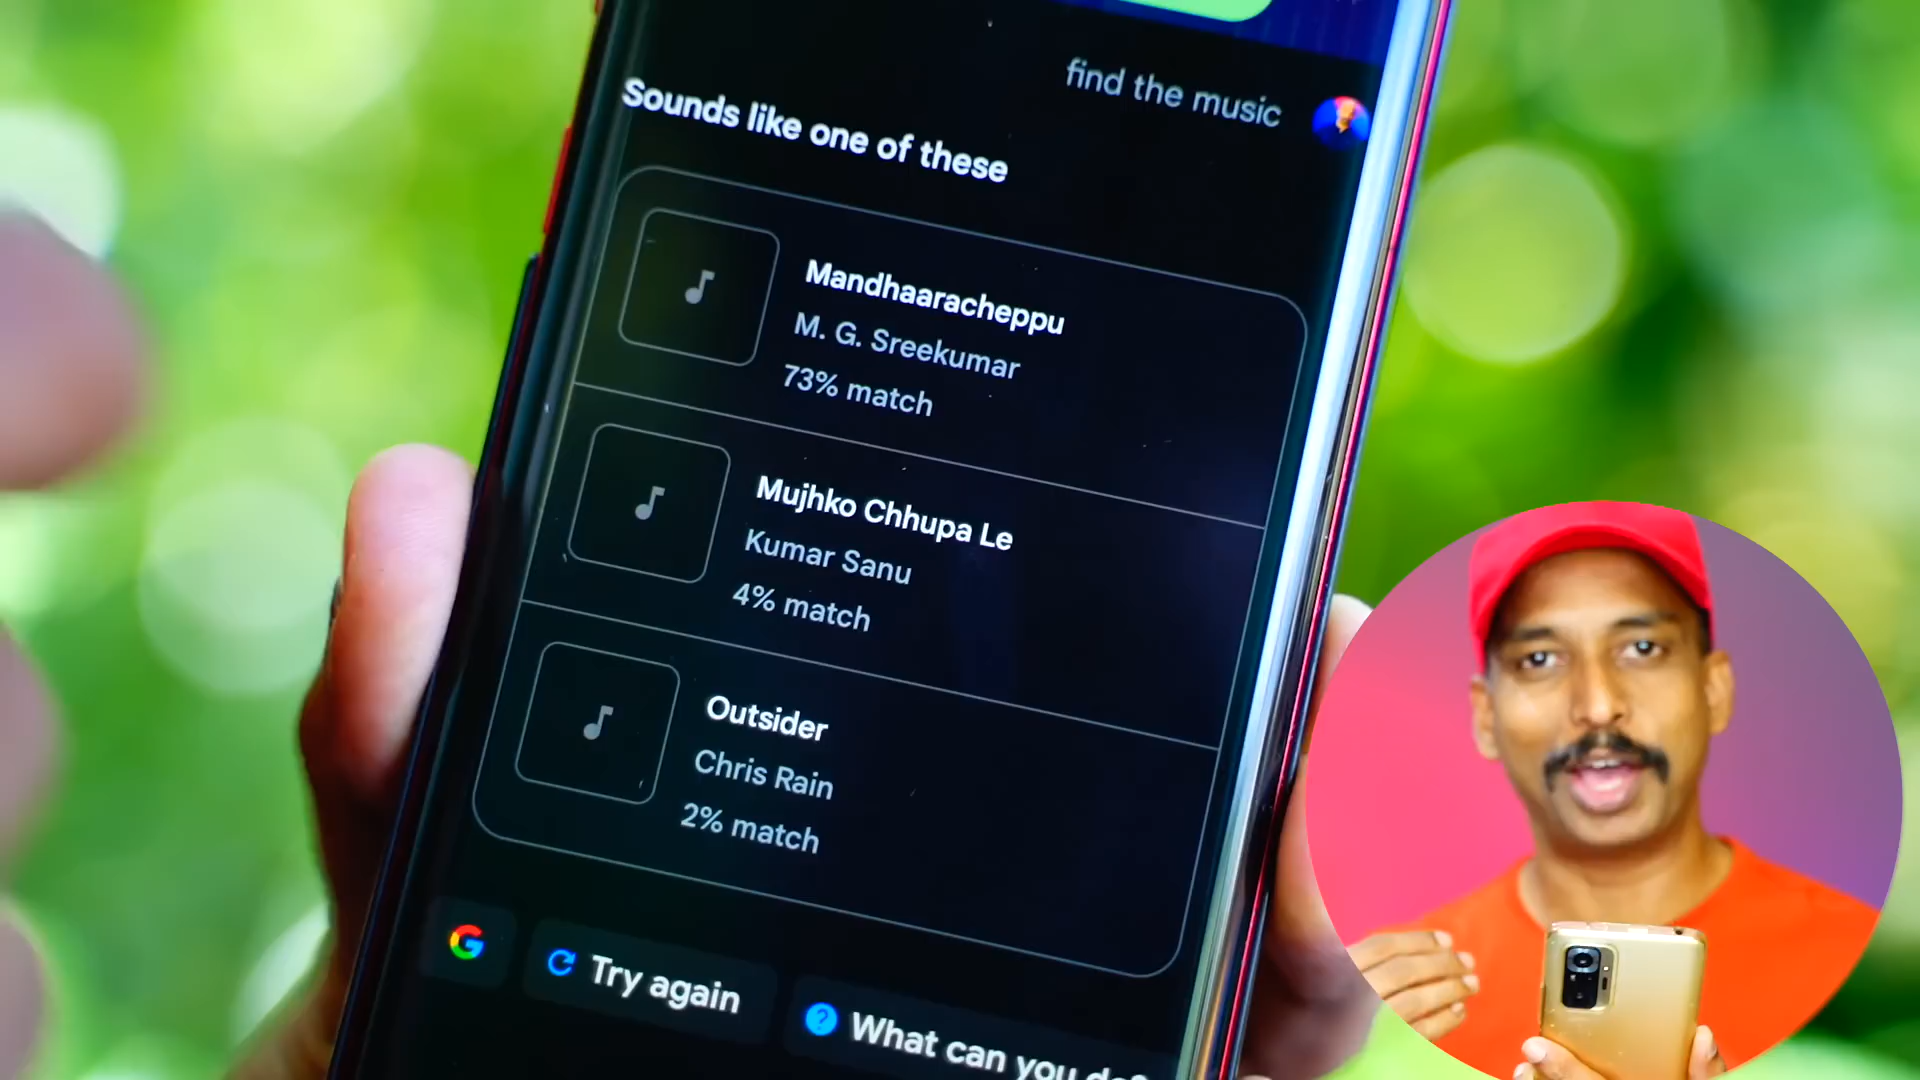 find the music
Sounds like one of these
Mandhaaracheppu
M. G. Sreekumar
73% match
Mujhko Chhupa Le
Kumar Sanu
4% match
Outsider
Chris Rain
2% match
G
Try again
What can you do?